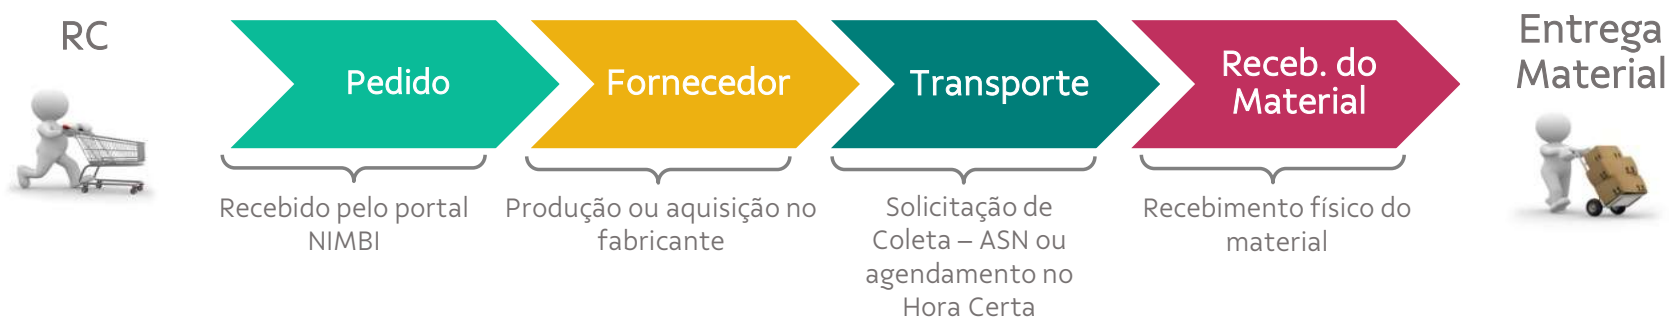 RC
Pedido
Recebido pelo portal
NIMBI
Fornecedor
Produção ou aquisição no
fabricante
Transporte
Solicitação de
Coleta – ASN ou
agendamento no
Hora Certa
Receb. do
Material
Recebimento físico do
material
Entrega
Material